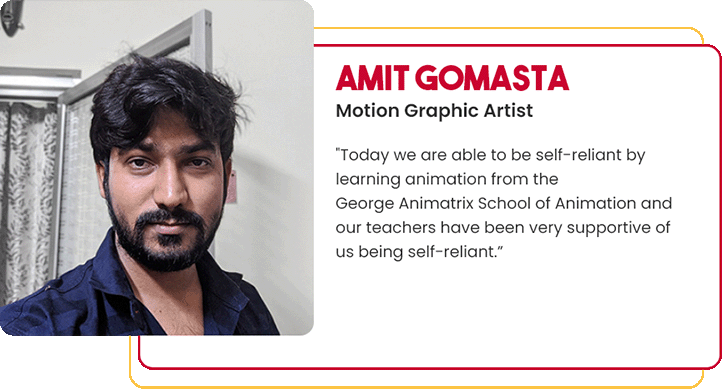 AMIT GOMASTA
Motion Graphic Artist
"Today we are able to be self-reliant by
learning animation from the
George Animatrix School of Animation and
our teachers have been very supportive of
us being self-reliant.”